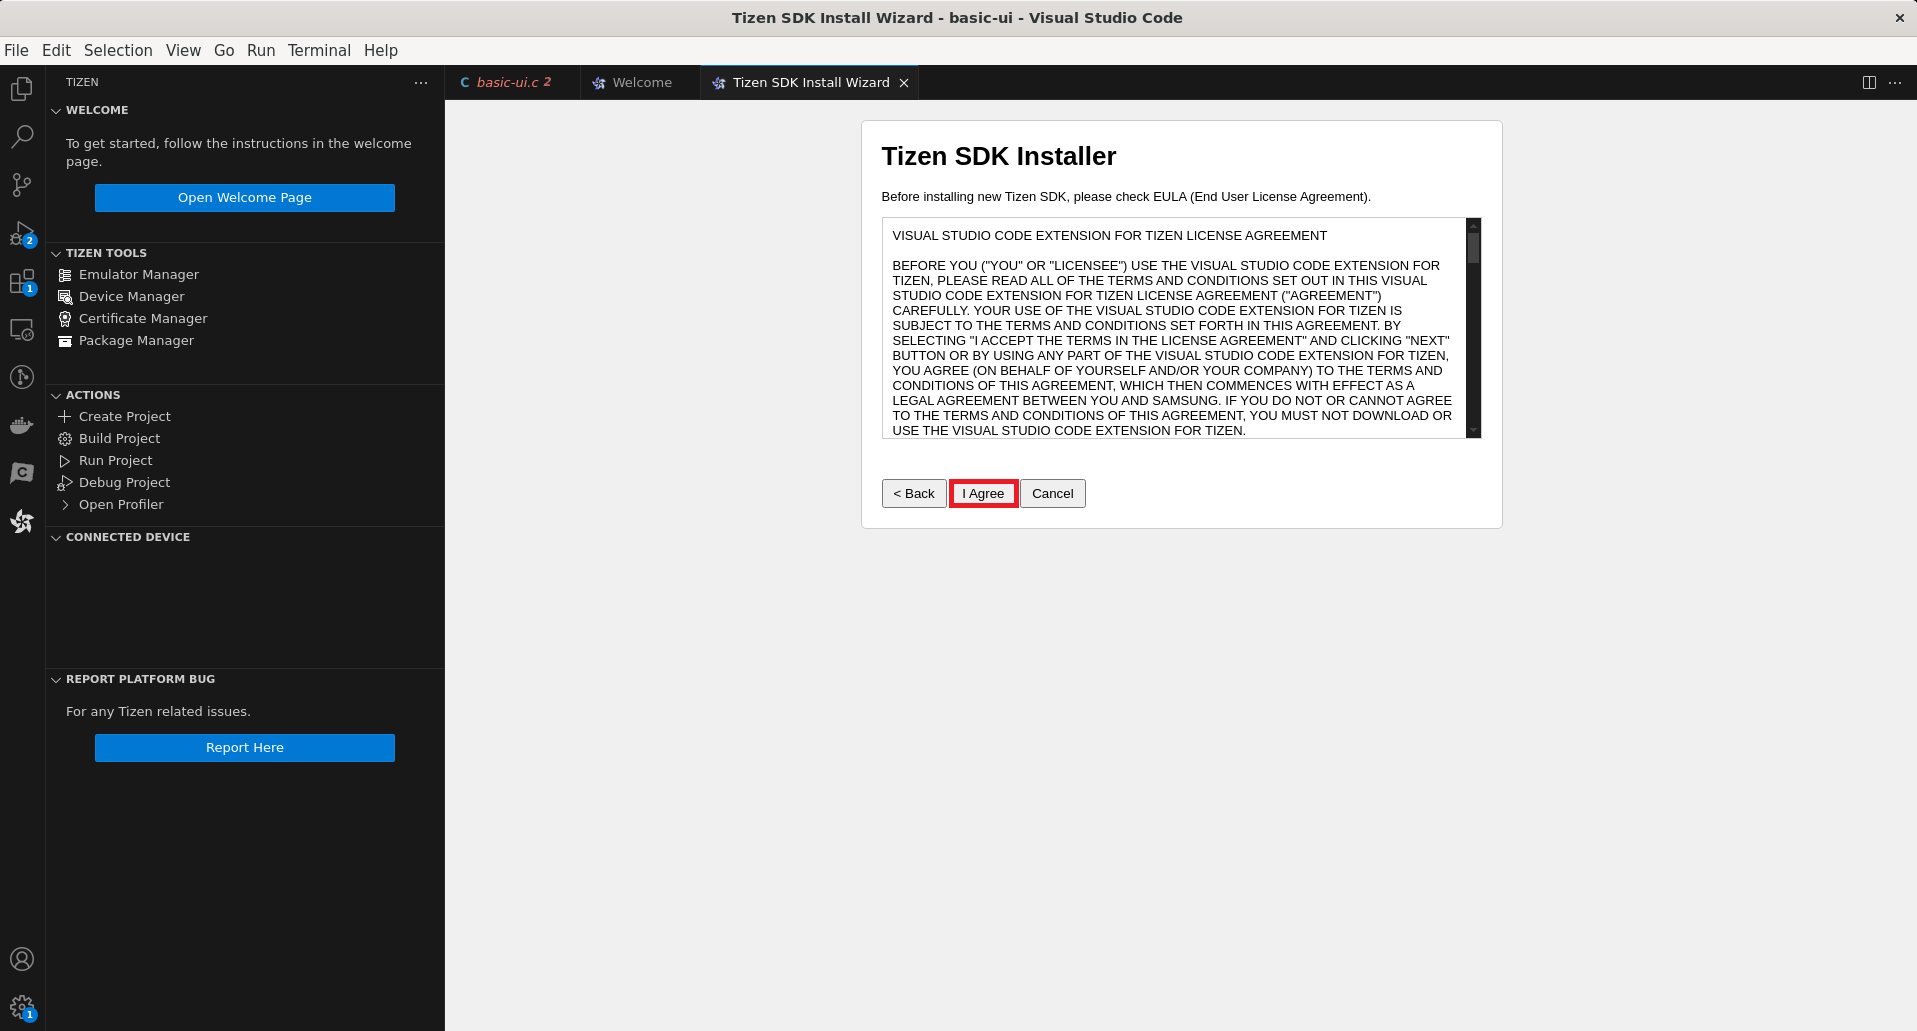 Tizen SDK Install Wizard - basic-ui - Visual Studio Code
File Edit Selection View Go Run Terminal Help
TIZEN
WELCOME
To get started, follow the instructions in the welcome
page.
Open Welcome Page
2
TIZEN TOOLS
Emulator Manager
1
Device Manager
Certificate Manager
Package Manager
ACTIONS
Create Project
Build Project
Run Project
Debug Project
Open Profiler
CONNECTED DEVICE
REPORT PLATFORM BUG
For any Tizen related issues.
Report Here
1
C basic-ui.c 2 Welcome Tizen SDK Install Wizard
Tizen SDK Installer
Before installing new Tizen SDK, please check EULA (End User License Agreement).
VISUAL STUDIO CODE EXTENSION FOR TIZEN LICENSE AGREEMENT
BEFORE YOU ("YOU" OR "LICENSEE") USE THE VISUAL STUDIO CODE EXTENSION FOR
TIZEN, PLEASE READ ALL OF THE TERMS AND CONDITIONS SET OUT IN THIS VISUAL
STUDIO CODE EXTENSION FOR TIZEN LICENSE AGREEMENT ("AGREEMENT")
CAREFULLY. YOUR USE OF THE VISUAL STUDIO CODE EXTENSION FOR TIZEN IS
SUBJECT TO THE TERMS AND CONDITIONS SET FORTH IN THIS AGREEMENT. BY
SELECTING "I ACCEPT THE TERMS IN THE LICENSE AGREEMENT" AND CLICKING "NEXT"
BUTTON OR BY USING ANY PART OF THE VISUAL STUDIO CODE EXTENSION FOR TIZEN,
YOU AGREE (ON BEHALF OF YOURSELF AND/OR YOUR COMPANY) TO THE TERMS AND
CONDITIONS OF THIS AGREEMENT, WHICH THEN COMMENCES WITH EFFECT AS A
LEGAL AGREEMENT BETWEEN YOU AND SAMSUNG. IF YOU DO NOT OR CANNOT AGREE
TO THE TERMS AND CONDITIONS OF THIS AGREEMENT, YOU MUST NOT DOWNLOAD OR
USE THE VISUAL STUDIO CODE EXTENSION FOR TIZEN.
< Back I Agree Cancel